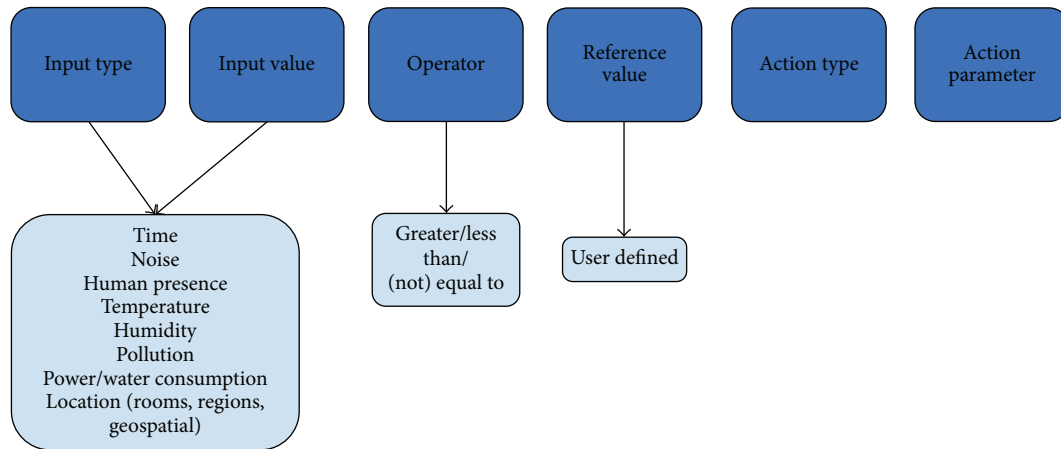 Input type
Input value
Operator
Reference
value
Action type
Action
parameter
Time
Noise
Human presence
Temperature
Humidity
Pollution
Power/water consumption
Location (rooms, regions,
geospatial)
Greater/less
than/
(not) equal to
User defined